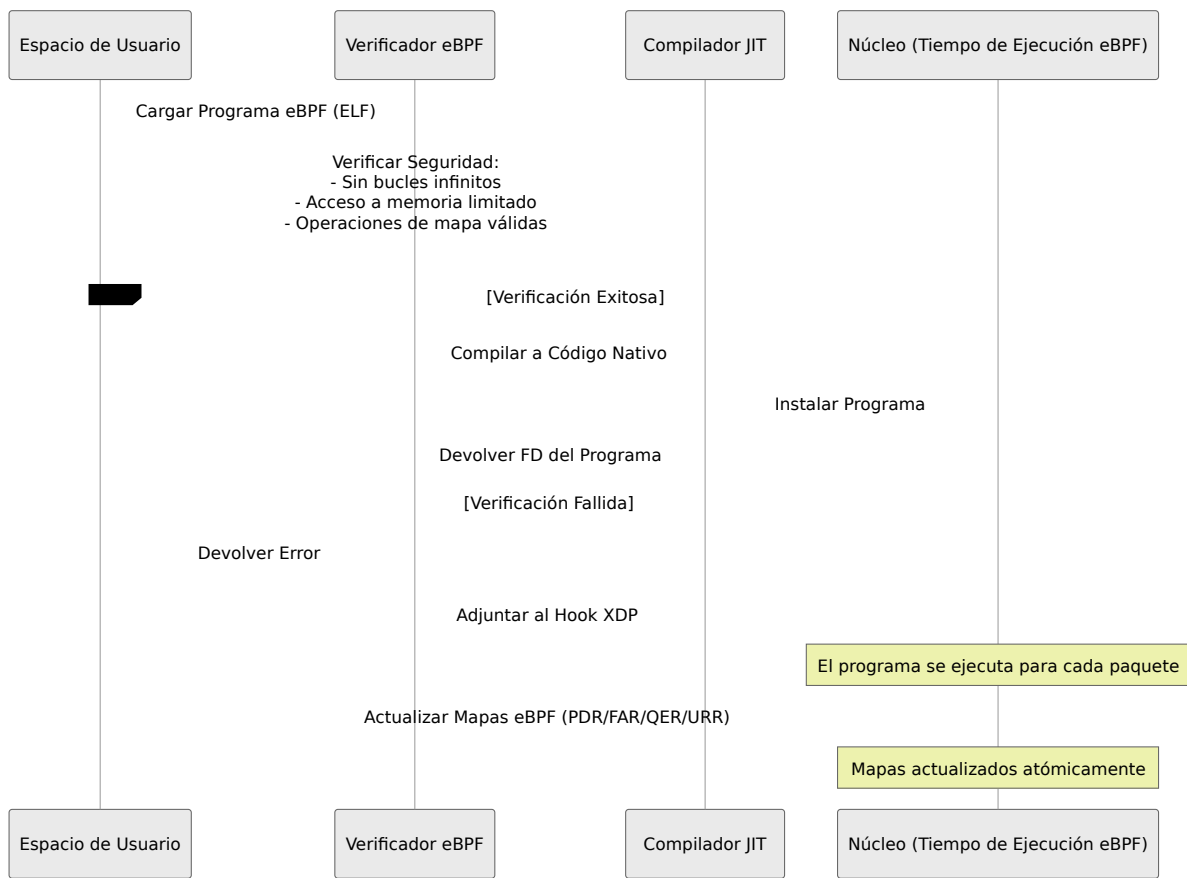 Espacio de Usuario
Verificador eBPF
Compilador JIT
Núcleo (Tiempo de Ejecución eBPF)
Cargar Programa eBPF (ELF)
Verificar Seguridad:
- Sin bucles infinitos
- Acceso a memoria limitado
- Operaciones de mapa válidas
[Verificación Exitosa]
Compilar a Código Nativo
Instalar Programa
Devolver FD del Programa
[Verificación Fallida]
Devolver Error
Adjuntar al Hook XDP
El programa se ejecuta para cada paquete
Actualizar Mapas eBPF (PDR/FAR/QER/URR)
Mapas actualizados atómicamente
Espacio de Usuario
Verificador eBPF
Compilador JIT
Núcleo (Tiempo de Ejecución eBPF)